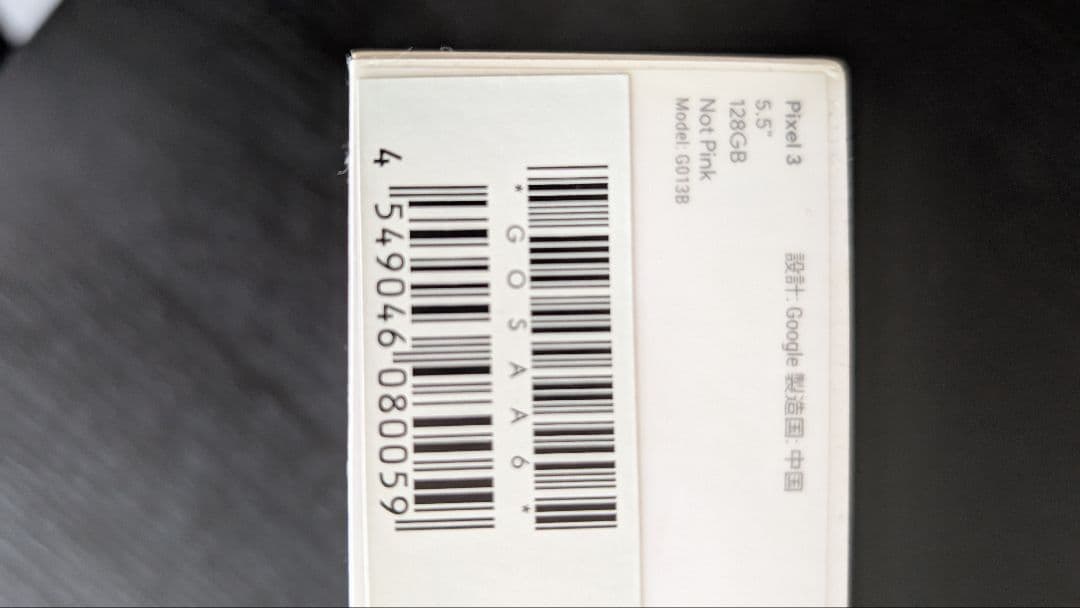 Pixel 3
5.5"
128GB
Not Pink
Model: G013B
設計: Google 製造国: 中国
*GOSAA6*
4 549046 080059